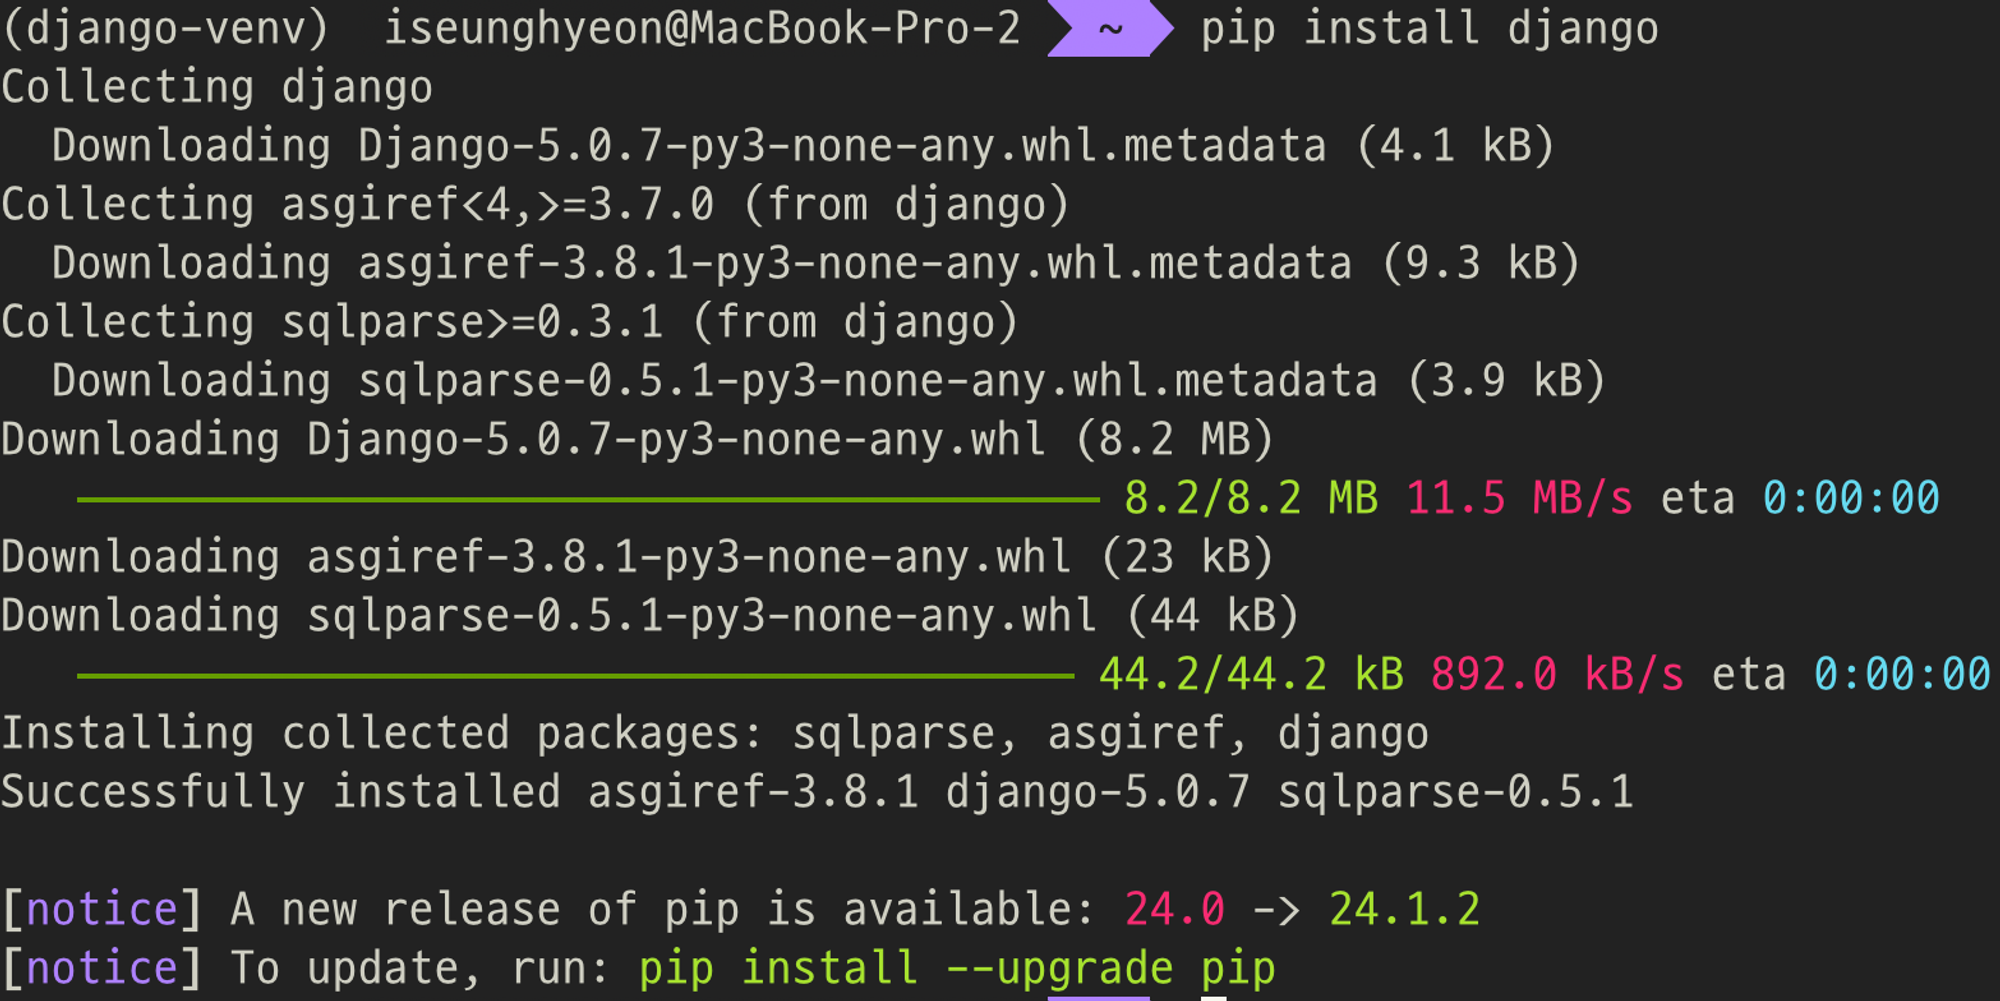 (django-venv)  iseunghyeon@MacBook-Pro-2  ~  pip install django
Collecting django
  Downloading Django-5.0.7-py3-none-any.whl.metadata (4.1 kB)
Collecting asgiref<4,>=3.7.0 (from django)
  Downloading asgiref-3.8.1-py3-none-any.whl.metadata (9.3 kB)
Collecting sqlparse>=0.3.1 (from django)
  Downloading sqlparse-0.5.1-py3-none-any.whl.metadata (3.9 kB)
Downloading Django-5.0.7-py3-none-any.whl (8.2 MB)
8.2/8.2 MB 11.5 MB/s eta 0:00:00
Downloading asgiref-3.8.1-py3-none-any.whl (23 kB)
Downloading sqlparse-0.5.1-py3-none-any.whl (44 kB)
44.2/44.2 kB 892.0 kB/s eta 0:00:00
Installing collected packages: sqlparse, asgiref, django
Successfully installed asgiref-3.8.1 django-5.0.7 sqlparse-0.5.1
[notice] A new release of pip is available: 24.0 -> 24.1.2
[notice] To update, run: pip install --upgrade pip